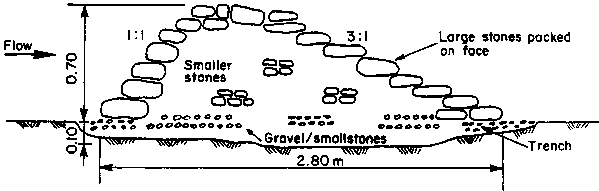 1:1
3:1
Large stones packed
on face
Flow
Smaller
stones
0.70
0.10
Gravel/smallstones
Trench
2.80 m